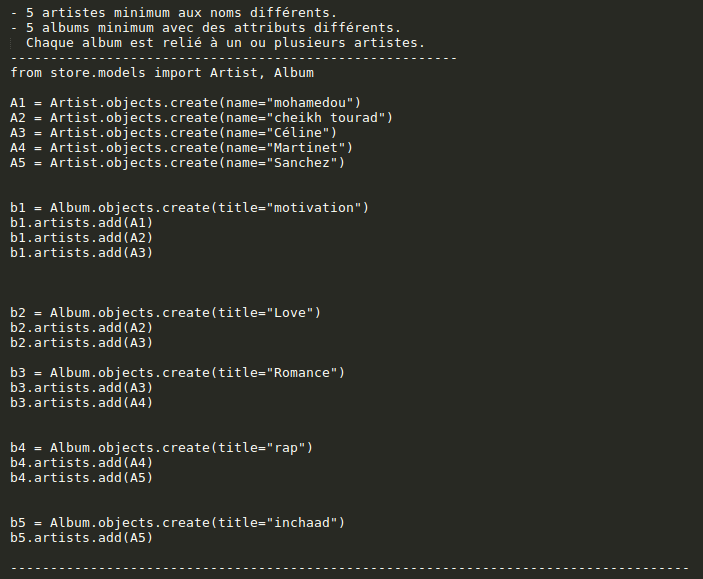 - 5 artistes minimum aux noms différents.
- 5 albums minimum avec des attributs différents.
Chaque album est relié à un ou plusieurs artistes.
--------------------------------------------------------
from store.models import Artist, Album
A1 = Artist.objects.create(name="mohamedou")
A2 = Artist.objects.create(name="cheikh tourad")
A3 = Artist.objects.create(name="Céline")
A4 = Artist.objects.create(name="Martinet")
A5 = Artist.objects.create(name="Sanchez")
b1 = Album.objects.create(title="motivation")
b1.artists.add(A1)
b1.artists.add(A2)
b1.artists.add(A3)
b2 = Album.objects.create(title="Love")
b2.artists.add(A2)
b2.artists.add(A3)
b3 = Album.objects.create(title="Romance")
b3.artists.add(A3)
b3.artists.add(A4)
b4 = Album.objects.create(title="rap")
b4.artists.add(A4)
b4.artists.add(A5)
b5 = Album.objects.create(title="inchaad")
b5.artists.add(A5)
-------------------------------------------------------------------------------------